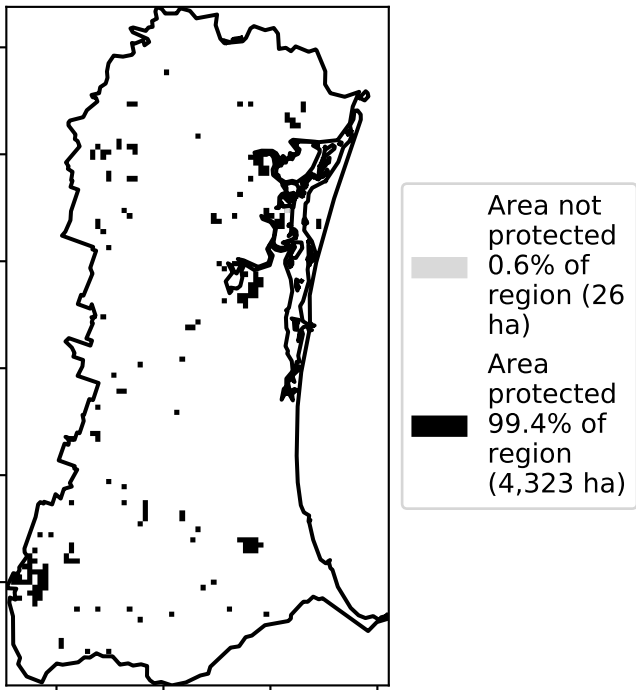 Area not
protected
0.6% of
region (26
ha)
Area
protected
99.4% of
region
(4,323 ha)